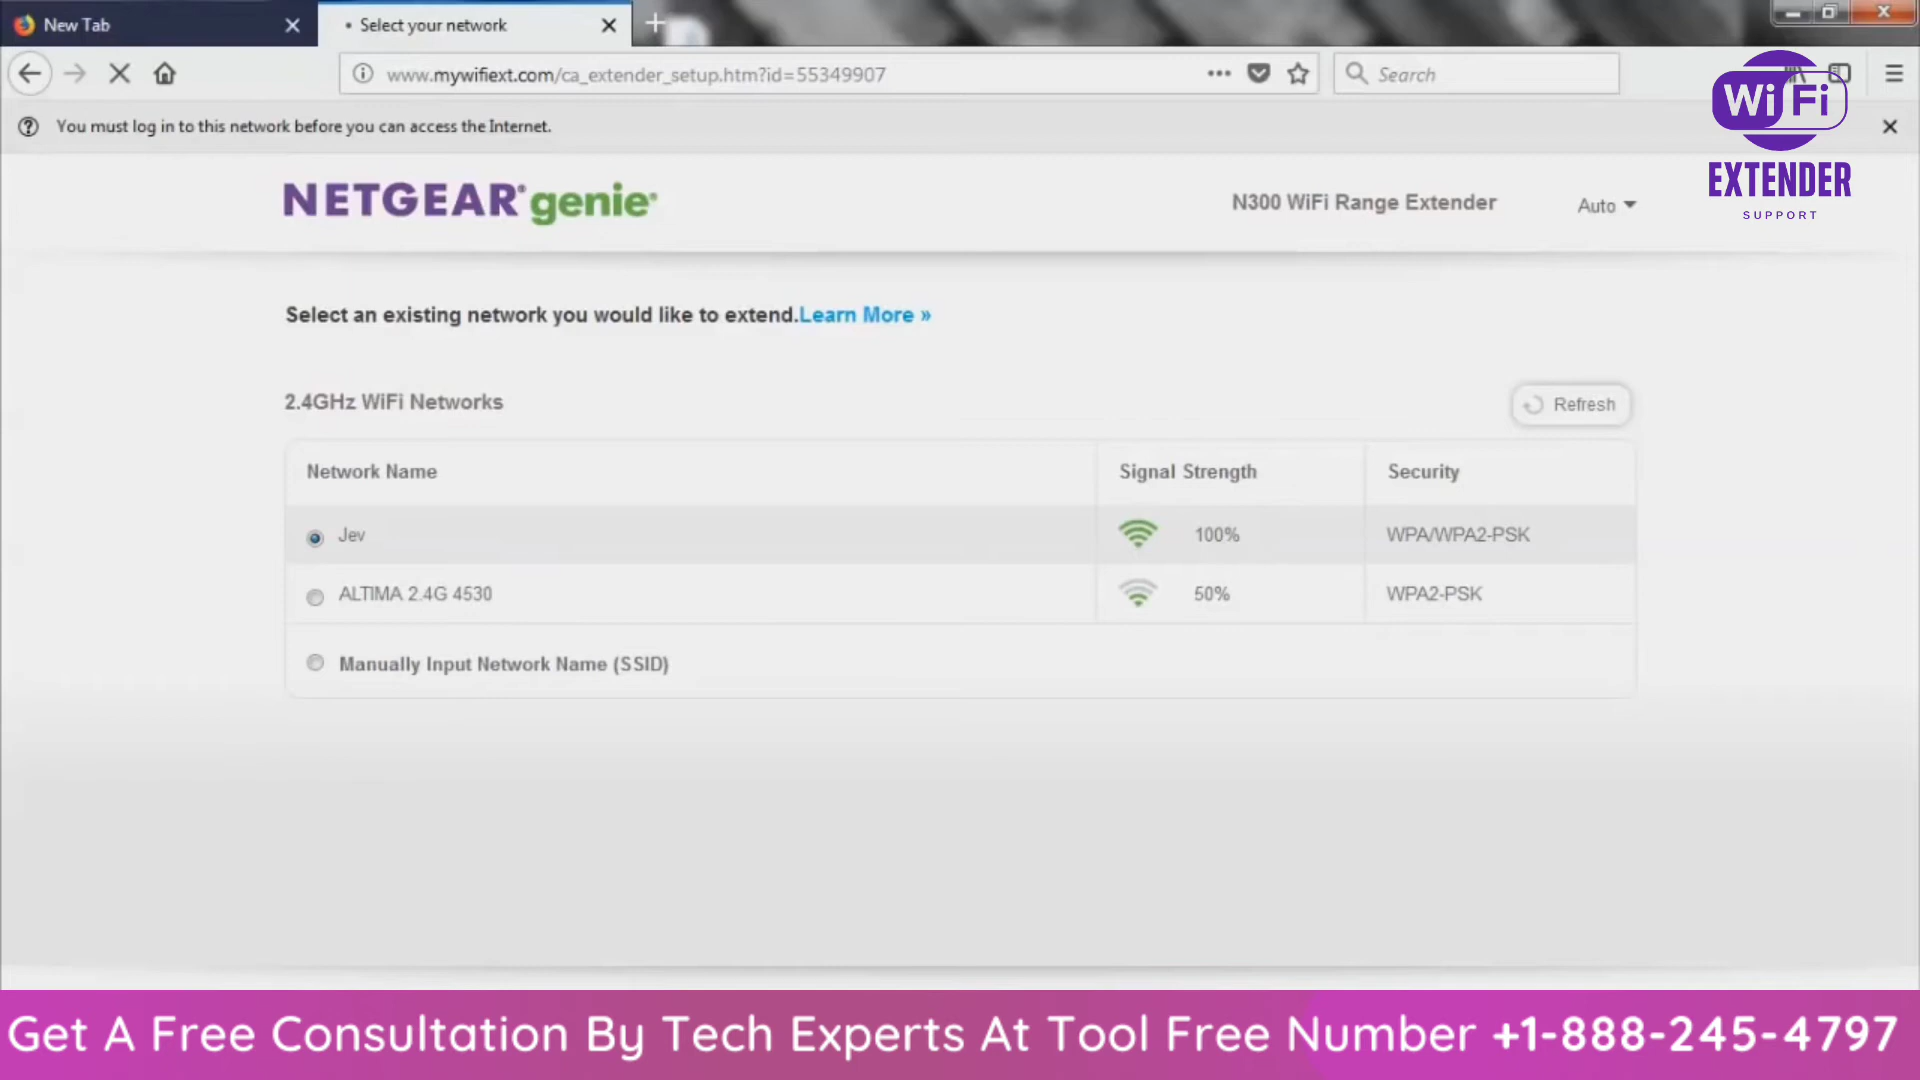 New Tab
Select your network
www.mywifiext.com/ca_extender_setup.htm?id=55349907
Search
You must log in to this network before you can access the Internet.
Wi Fi
EXTENDER
SUPPORT
NETGEAR® genie®
N300 WiFi Range Extender
Auto
Select an existing network you would like to extend.Learn More »
2.4GHz WiFi Networks
Refresh
Network Name Signal Strength Security
Jev 100% WPA/WPA2-PSK
ALTIMA 2.4G 4530 50% WPA2-PSK
Manually Input Network Name (SSID)
Get A Free Consultation By Tech Experts At Tool Free Number +1-888-245-4797